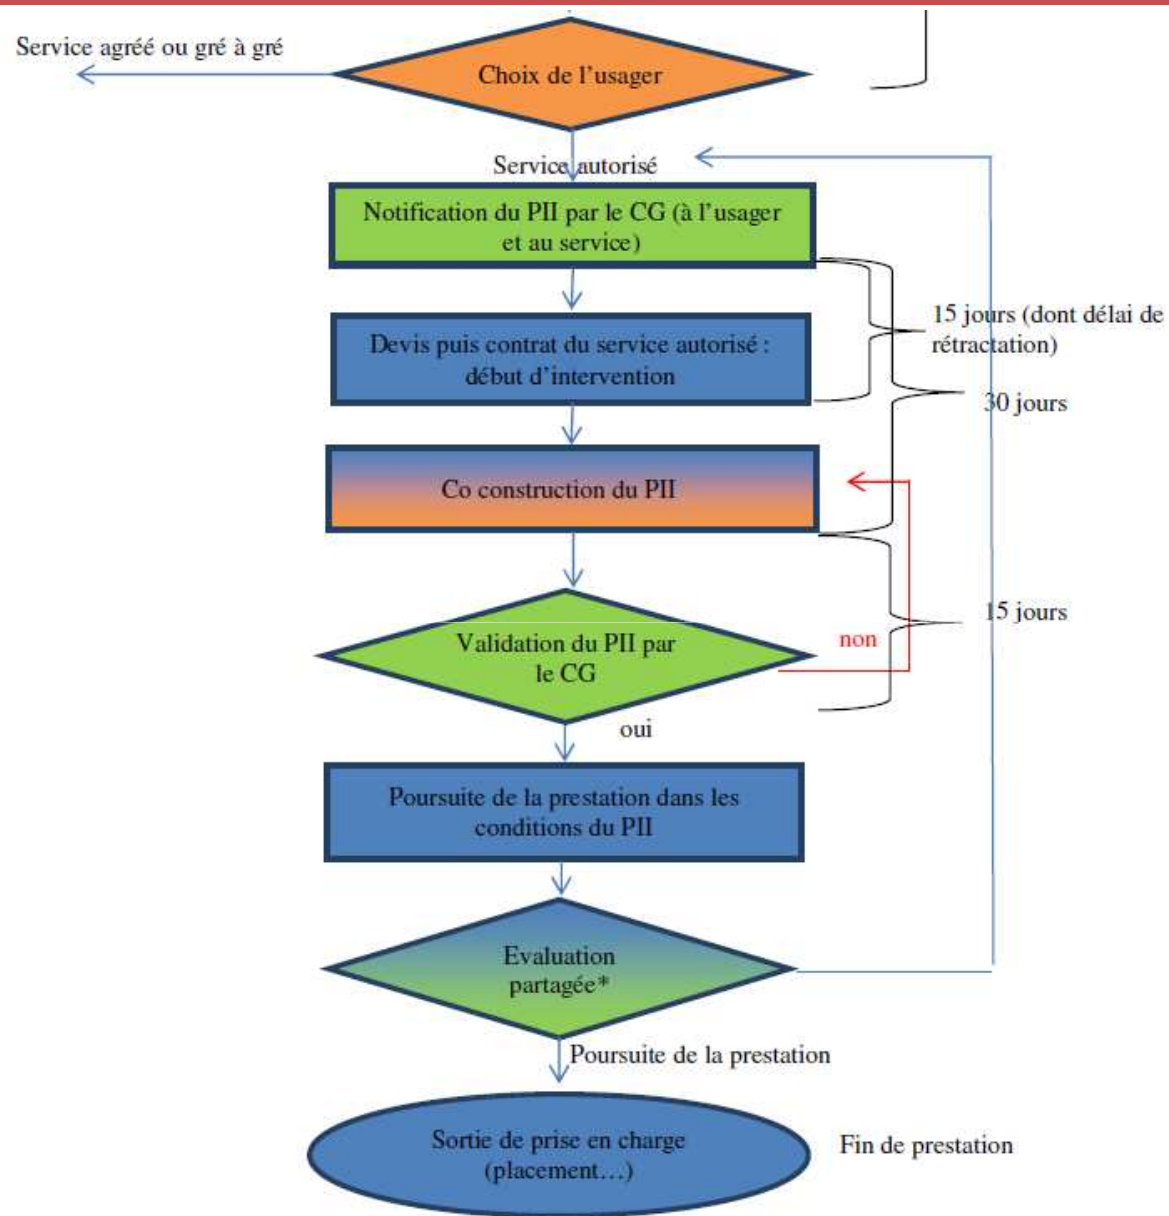 Service agréé ou gré à gré
Choix de l'usager
Service autorisé
Notification du PII par le CG (à l'usager
et au service)
15 jours (dont délai de
rétractation)
Devis puis contrat du service autorisé :
début d'intervention
30 jours
Co construction du PII
15 jours
non
Validation du PII par
le CG
oui
Poursuite de la prestation dans les
conditions du PII
Evaluation
partagée*
Poursuite de la prestation
Sortie de prise en charge
(placement…)
Fin de prestation